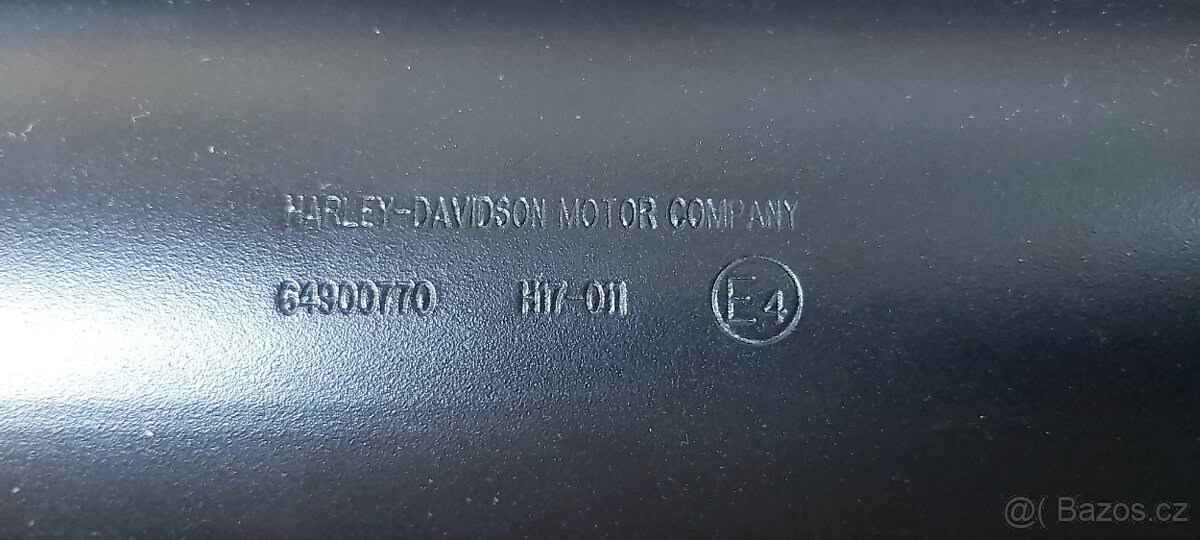 HARLEY-DAVIDSON MOTOR COMPANY
64900770 H17-011 E4
@( Bazos.cz